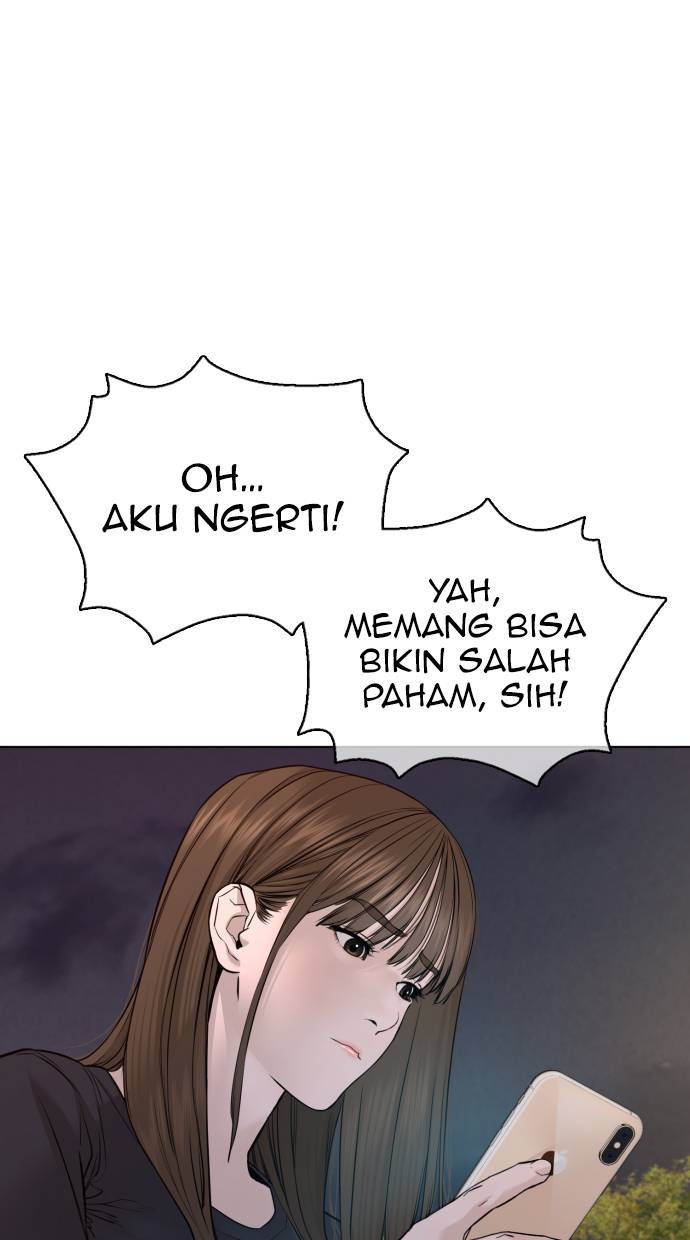 OH...
AKU NGERTI!
YAH,
MEMANG BISA
BIKIN SALAH
PAHAM, SIH!